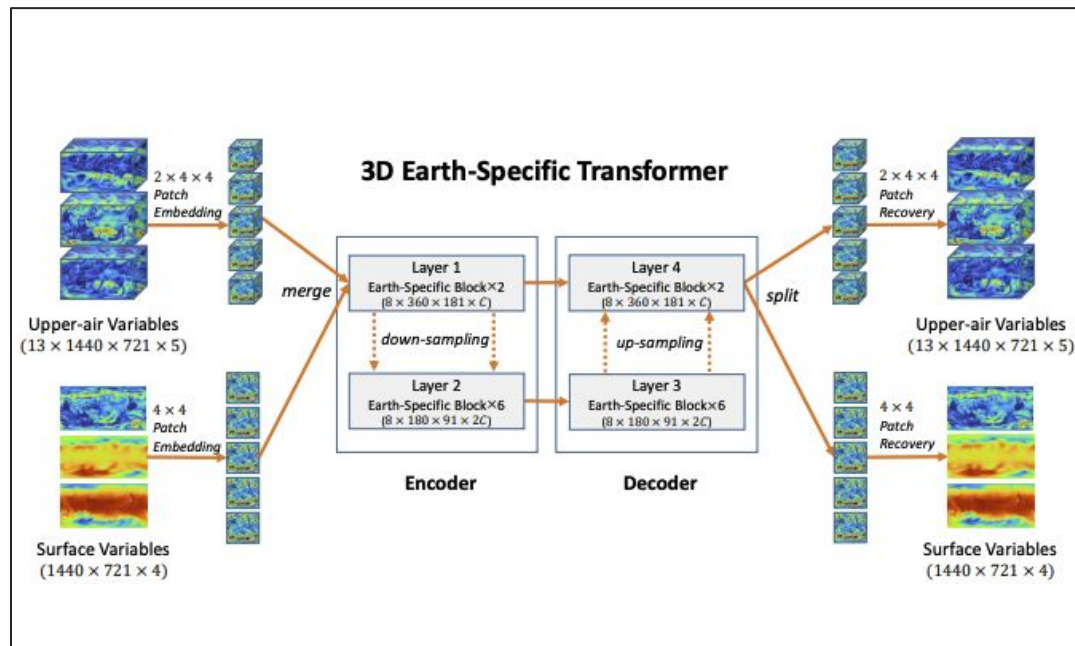 3D Earth-Specific Transformer
2 × 4 × 4
Patch
Embedding
Upper-air Variables
(13 × 1440 × 721 × 5)
4 × 4
Patch
Embedding
Surface Variables
(1440 × 721 × 4)
merge
Layer 1
Earth-Specific Block×2
(8 × 360 × 181 × C)
down-sampling
Layer 2
Earth-Specific Block×6
(8 × 180 × 91 × 2C)
Encoder
Layer 4
Earth-Specific Block×2
(8 × 360 × 181 × C)
up-sampling
Layer 3
Earth-Specific Block×6
(8 × 180 × 91 × 2C)
Decoder
split
2 × 4 × 4
Patch
Recovery
Upper-air Variables
(13 × 1440 × 721 × 5)
4 × 4
Patch
Recovery
Surface Variables
(1440 × 721 × 4)